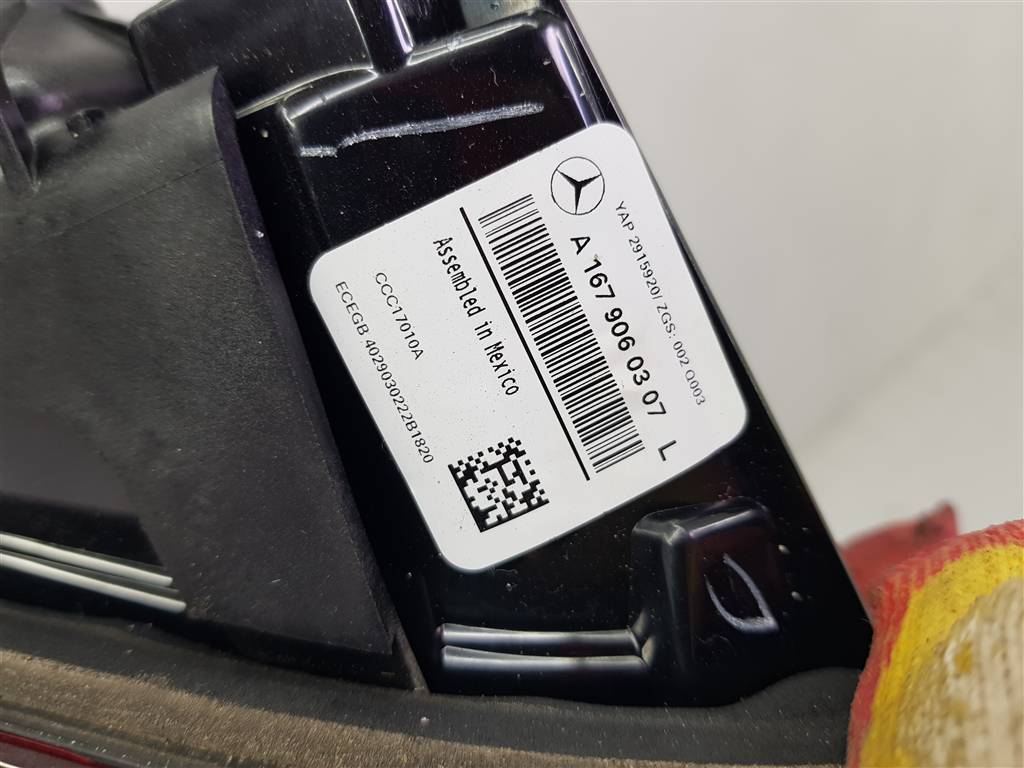 YAP 2915920/ ZGS: 002 Q003
A 167 906 03 07 L
Assembled in Mexico
CCC17010A
ECEGB 4029030222B1820